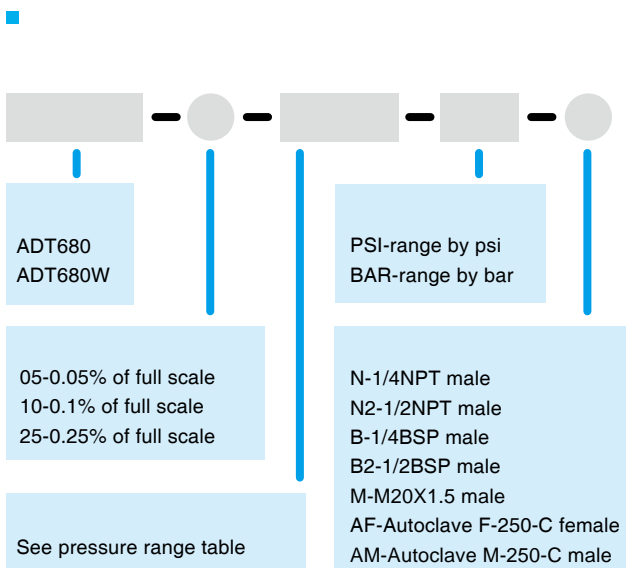 ADT680
ADT680W
PSI-range by psi
BAR-range by bar
05-0.05% of full scale
10-0.1% of full scale
25-0.25% of full scale
N-1/4NPT male
N2-1/2NPT male
B-1/4BSP male
B2-1/2BSP male
M-M20X1.5 male
AF-Autoclave F-250-C female
AM-Autoclave M-250-C male
See pressure range table